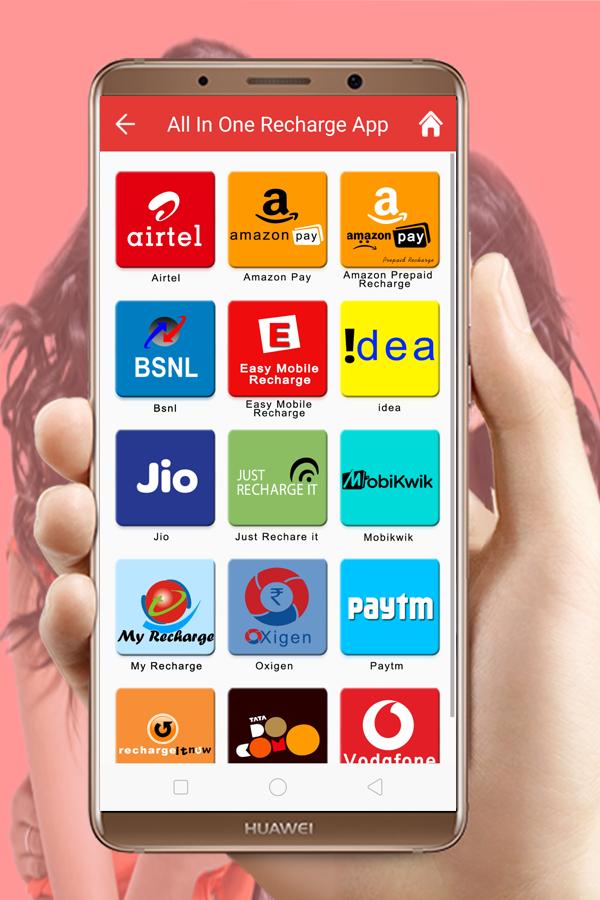 All In One Recharge App
airtel
Airtel
a
amazon pay
Amazon Pay
a
amazon pay
Prepaid Recharge
Amazon Prepaid
Recharge
BSNL
Bsnl
E
Easy Mobile
Recharge
Easy Mobile
Recharge
!dea
idea
Jio
Jio
JUST
RECHARGE IT
Just Rechare it
MobiKwik
Mobikwik
My Recharge
My Recharge
₹
Oxigen
Oxigen
paytm
Paytm
rechargeitnow
TATA
DOCOMO
Vodafone
HUAWEI